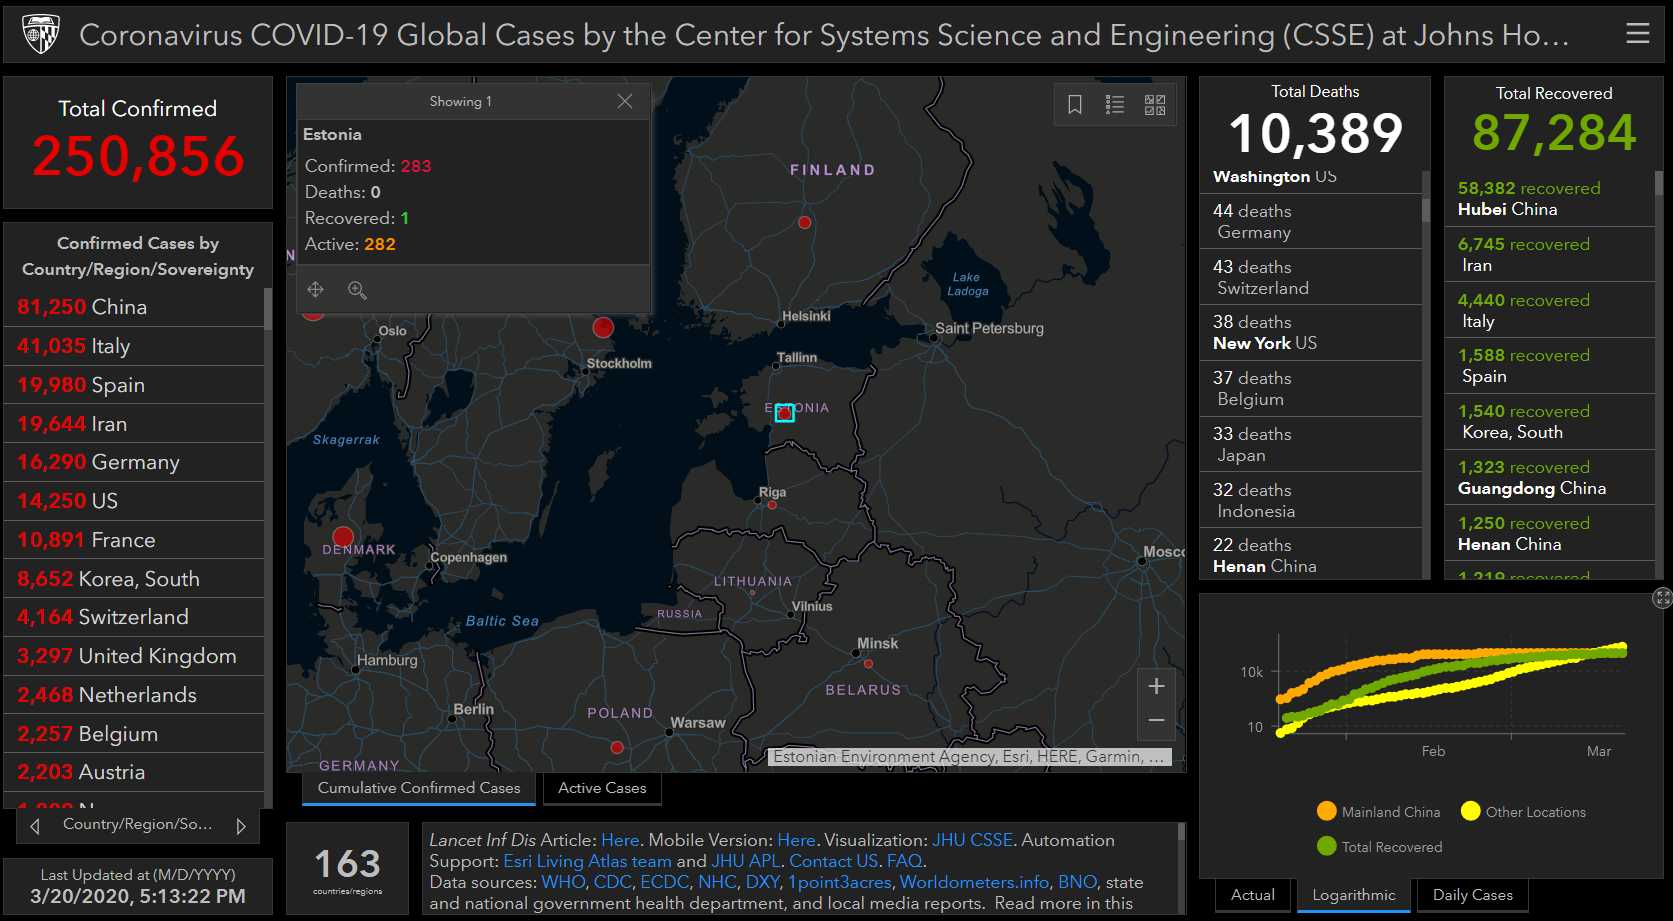 Coronavirus COVID-19 Global Cases by the Center for Systems Science and Engineering (CSSE) at Johns Ho...
Total Confirmed
250,856
Confirmed Cases by
Country/Region/Sovereignty
81,250 China
41,035 Italy
19,980 Spain
19,644 Iran
16,290 Germany
14,250 US
10,891 France
8,652 Korea, South
4,164 Switzerland
3,297 United Kingdom
2,468 Netherlands
2,257 Belgium
2,203 Austria
Country/Region/So...
Last Updated at (M/D/YYYY)
3/20/2020, 5:13:22 PM
Showing 1
Estonia
Confirmed: 283
Deaths: 0
Recovered: 1
Active: 282
FINLAND
Lake
Ladoga
N
Oslo
Helsinki
Saint Petersburg
Stockholm
Tallinn
ESTONIA
Skagerrak
Riga
DENMARK
Copenhagen
Mosco
LITHUANIA
Vilnius
RUSSIA
Baltic Sea
Minsk
Hamburg
BELARUS
Berlin
POLAND
Warsaw
GERMANY
Estonian Environment Agency, Esri, HERE, Garmin, ...
Cumulative Confirmed Cases
Active Cases
163
countries/regions
Lancet Inf Dis Article: Here. Mobile Version: Here. Visualization: JHU CSSE. Automation
Support: Esri Living Atlas team and JHU APL. Contact US. FAQ.
Data sources: WHO, CDC, ECDC, NHC, DXY, 1point3acres, Worldometers.info, BNO, state
and national government health department, and local media reports. Read more in this
Total Deaths
10,389
Washington US
44 deaths
Germany
43 deaths
Switzerland
38 deaths
New York US
37 deaths
Belgium
33 deaths
Japan
32 deaths
Indonesia
22 deaths
Henan China
Total Recovered
87,284
58,382 recovered
Hubei China
6,745 recovered
Iran
4,440 recovered
Italy
1,588 recovered
Spain
1,540 recovered
Korea, South
1,323 recovered
Guangdong China
1,250 recovered
Henan China
recovered
10k
10
Feb
Mar
Mainland China
Other Locations
Total Recovered
Actual
Logarithmic
Daily Cases